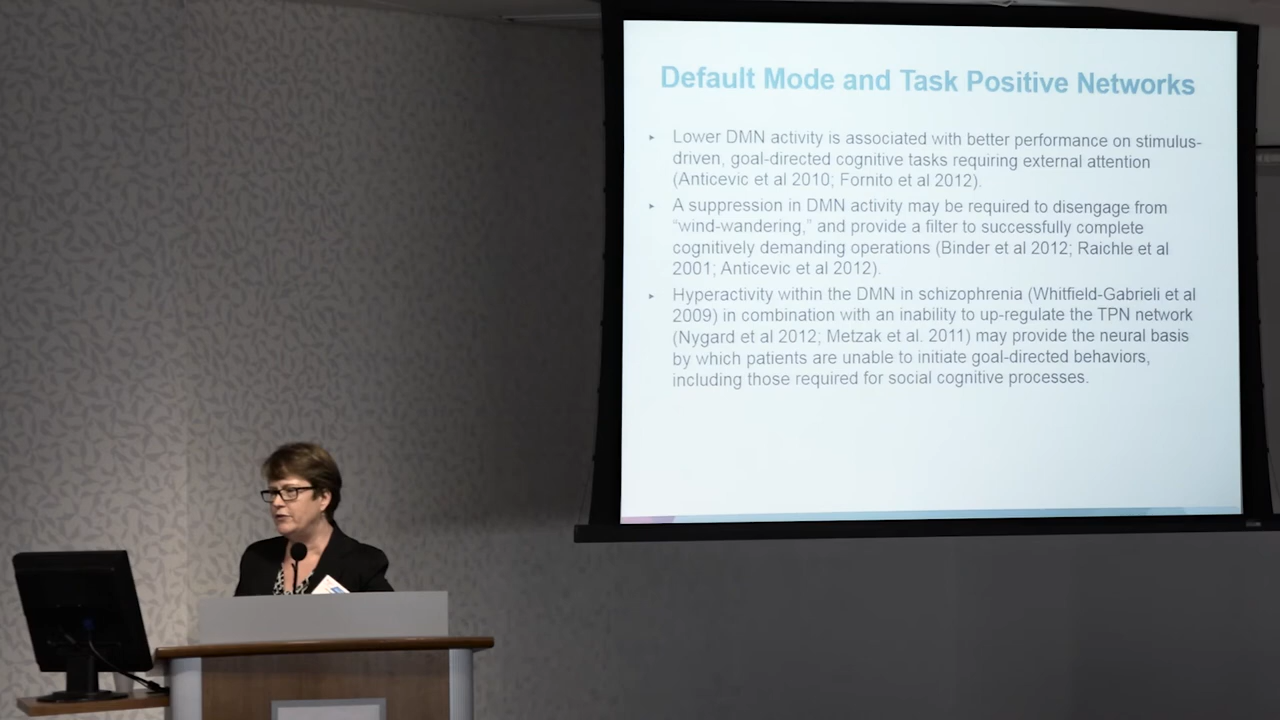 Default Mode and Task Positive Networks
▸ Lower DMN activity is associated with better performance on stimulus-
driven, goal-directed cognitive tasks requiring external attention
(Anticevic et al 2010; Fornito et al 2012).
▸ A suppression in DMN activity may be required to disengage from
“wind-wandering,” and provide a filter to successfully complete
cognitively demanding operations (Binder et al 2012; Raichle et al
2001; Anticevic et al 2012).
▸ Hyperactivity within the DMN in schizophrenia (Whitfield-Gabrieli et al
2009) in combination with an inability to up-regulate the TPN network
(Nygard et al 2012; Metzak et al. 2011) may provide the neural basis
by which patients are unable to initiate goal-directed behaviors,
including those required for social cognitive processes.